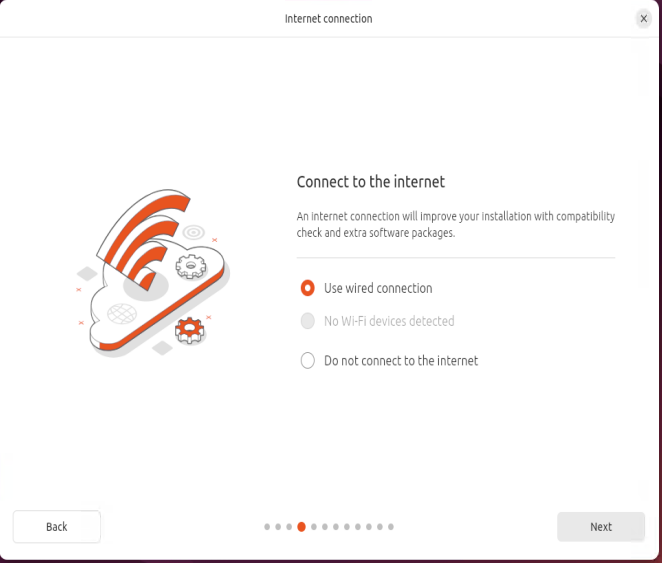 Internet connection
Connect to the internet
An internet connection will improve your installation with compatibility
check and extra software packages.
Use wired connection
No Wi-Fi devices detected
Do not connect to the internet
Back
Next